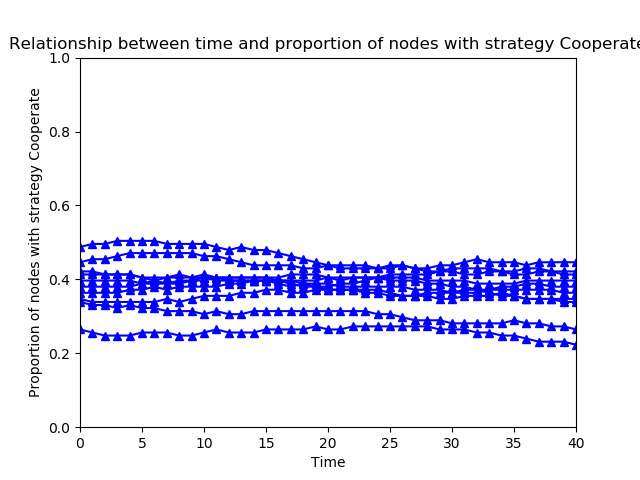 Relationship between time and proportion of nodes with strategy Cooperate
1.0
0.8
0.6
0.4
0.2
0.0
Proportion of nodes with strategy Cooperate
0 5 10 15 20 25 30 35 40
Time